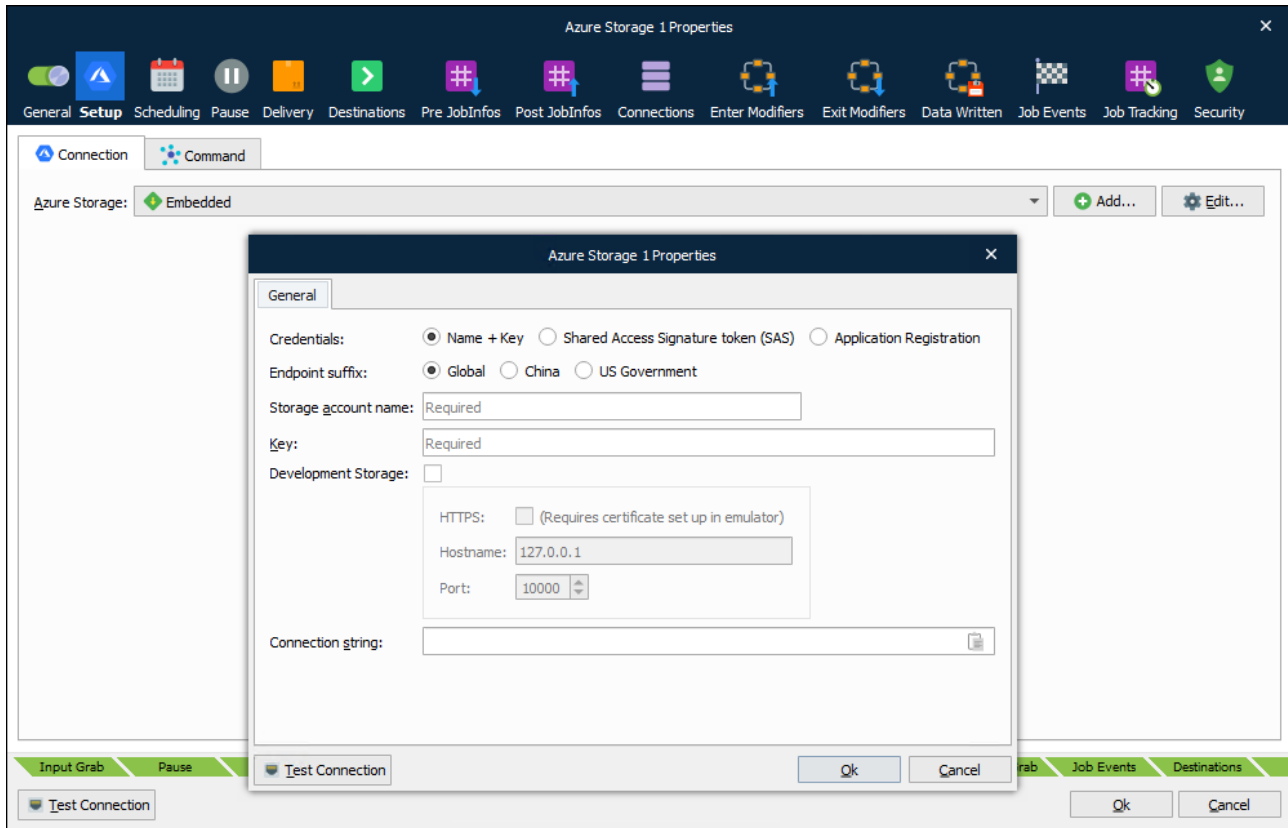 Azure Storage 1 Properties
General Setup Scheduling Pause Delivery Destinations Pre JobInfos Post JobInfos Connections Enter Modifiers Exit Modifiers Data Written Job Events Job Tracking Security
Connection Command
Azure Storage: Embedded Add... Edit...
Azure Storage 1 Properties
General
Credentials: Name + Key Shared Access Signature token (SAS) Application Registration
Endpoint suffix: Global China US Government
Storage account name: Required
Key: Required
Development Storage:
HTTPS: (Requires certificate set up in emulator)
Hostname: 127.0.0.1
Port: 10000
Connection string:
Test Connection Ok Cancel
Input Grab Pause rab Job Events Destinations
Test Connection Ok Cancel